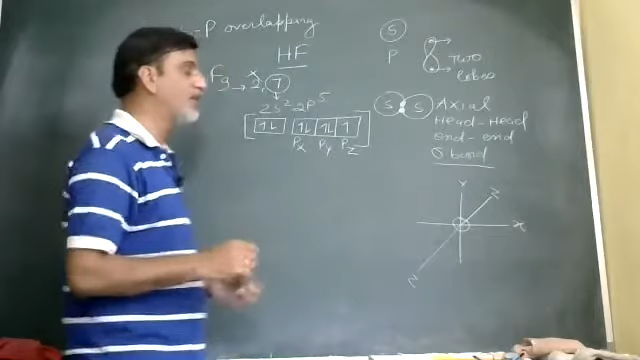 -P overlapping
HF
F9 → 2, 7
2s² 2p⁵
1L 1L 1L 1
Px Py Pz
S
P
Two
lobes
S S Axial
Head-Head
end-end
σ bond
Y
Z
X
Z